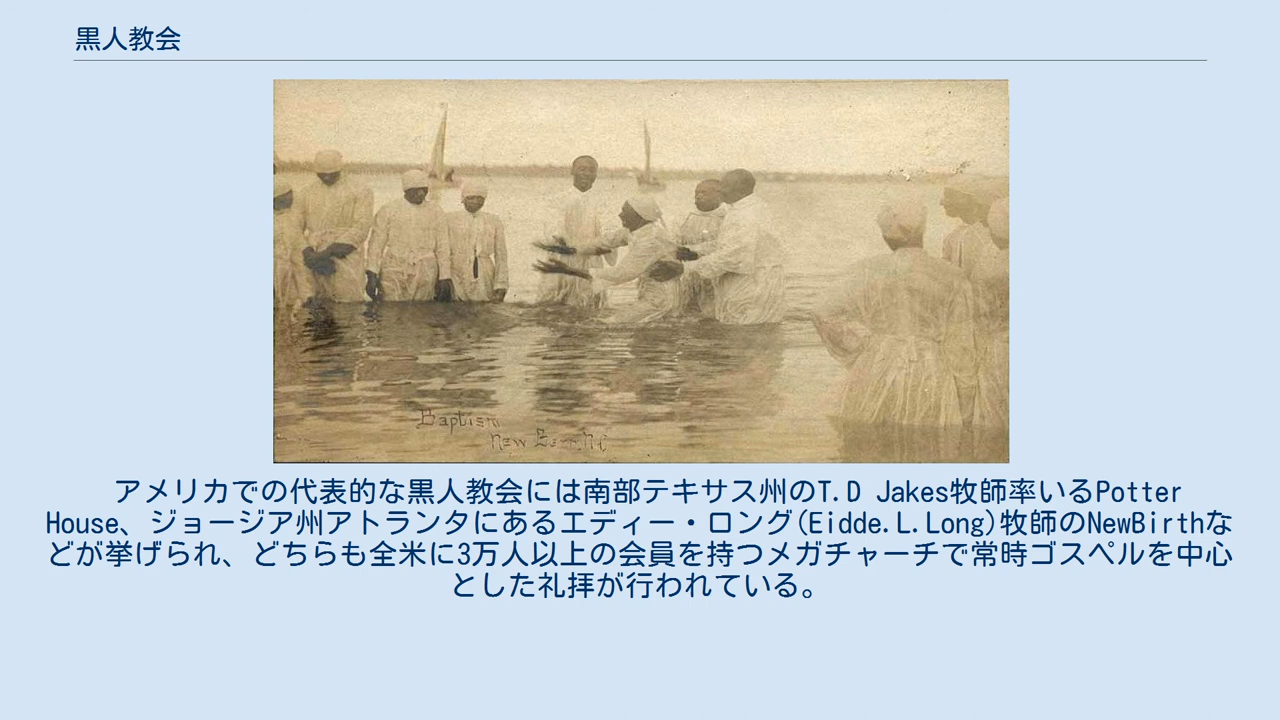 黒人教会
Baptism
New Bern, NC
アメリカでの代表的な黒人教会には南部テキサス州のT.D Jakes牧師率いるPotter
House、ジョージア州アトランタにあるエディー・ロング(Eidde.L.Long)牧師のNewBirthな
どが挙げられ、どちらも全米に3万人以上の会員を持つメガチャーチで常時ゴスペルを中心
とした礼拝が行われている。